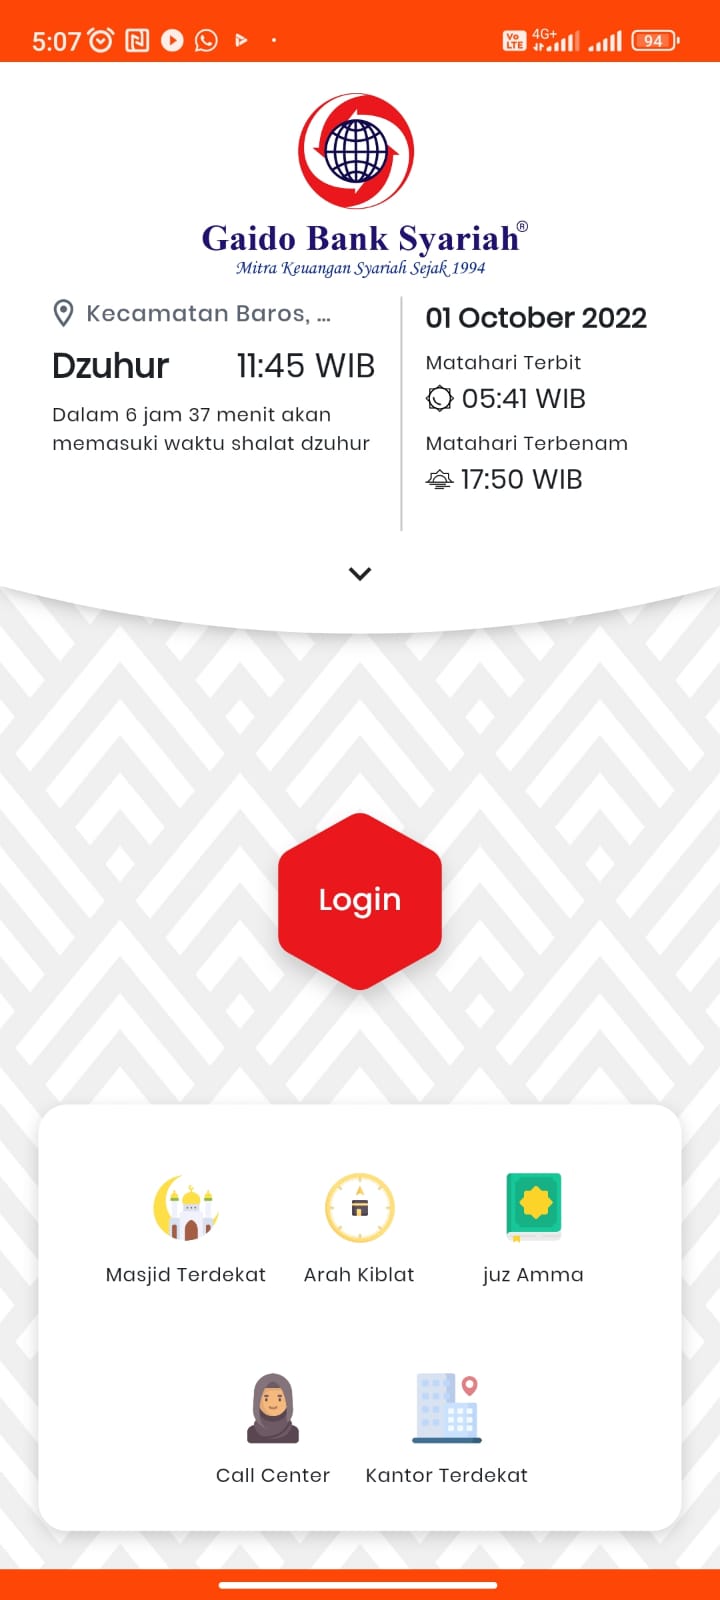 5:07
Vo LTE 4G+ 94
Gaido Bank Syariah®
Mitra Keuangan Syariah Sejak 1994
Kecamatan Baros, ...
Dzuhur 11:45 WIB
Dalam 6 jam 37 menit akan
memasuki waktu shalat dzuhur
01 October 2022
Matahari Terbit
05:41 WIB
Matahari Terbenam
17:50 WIB
Login
Masjid Terdekat Arah Kiblat juz Amma
Call Center Kantor Terdekat